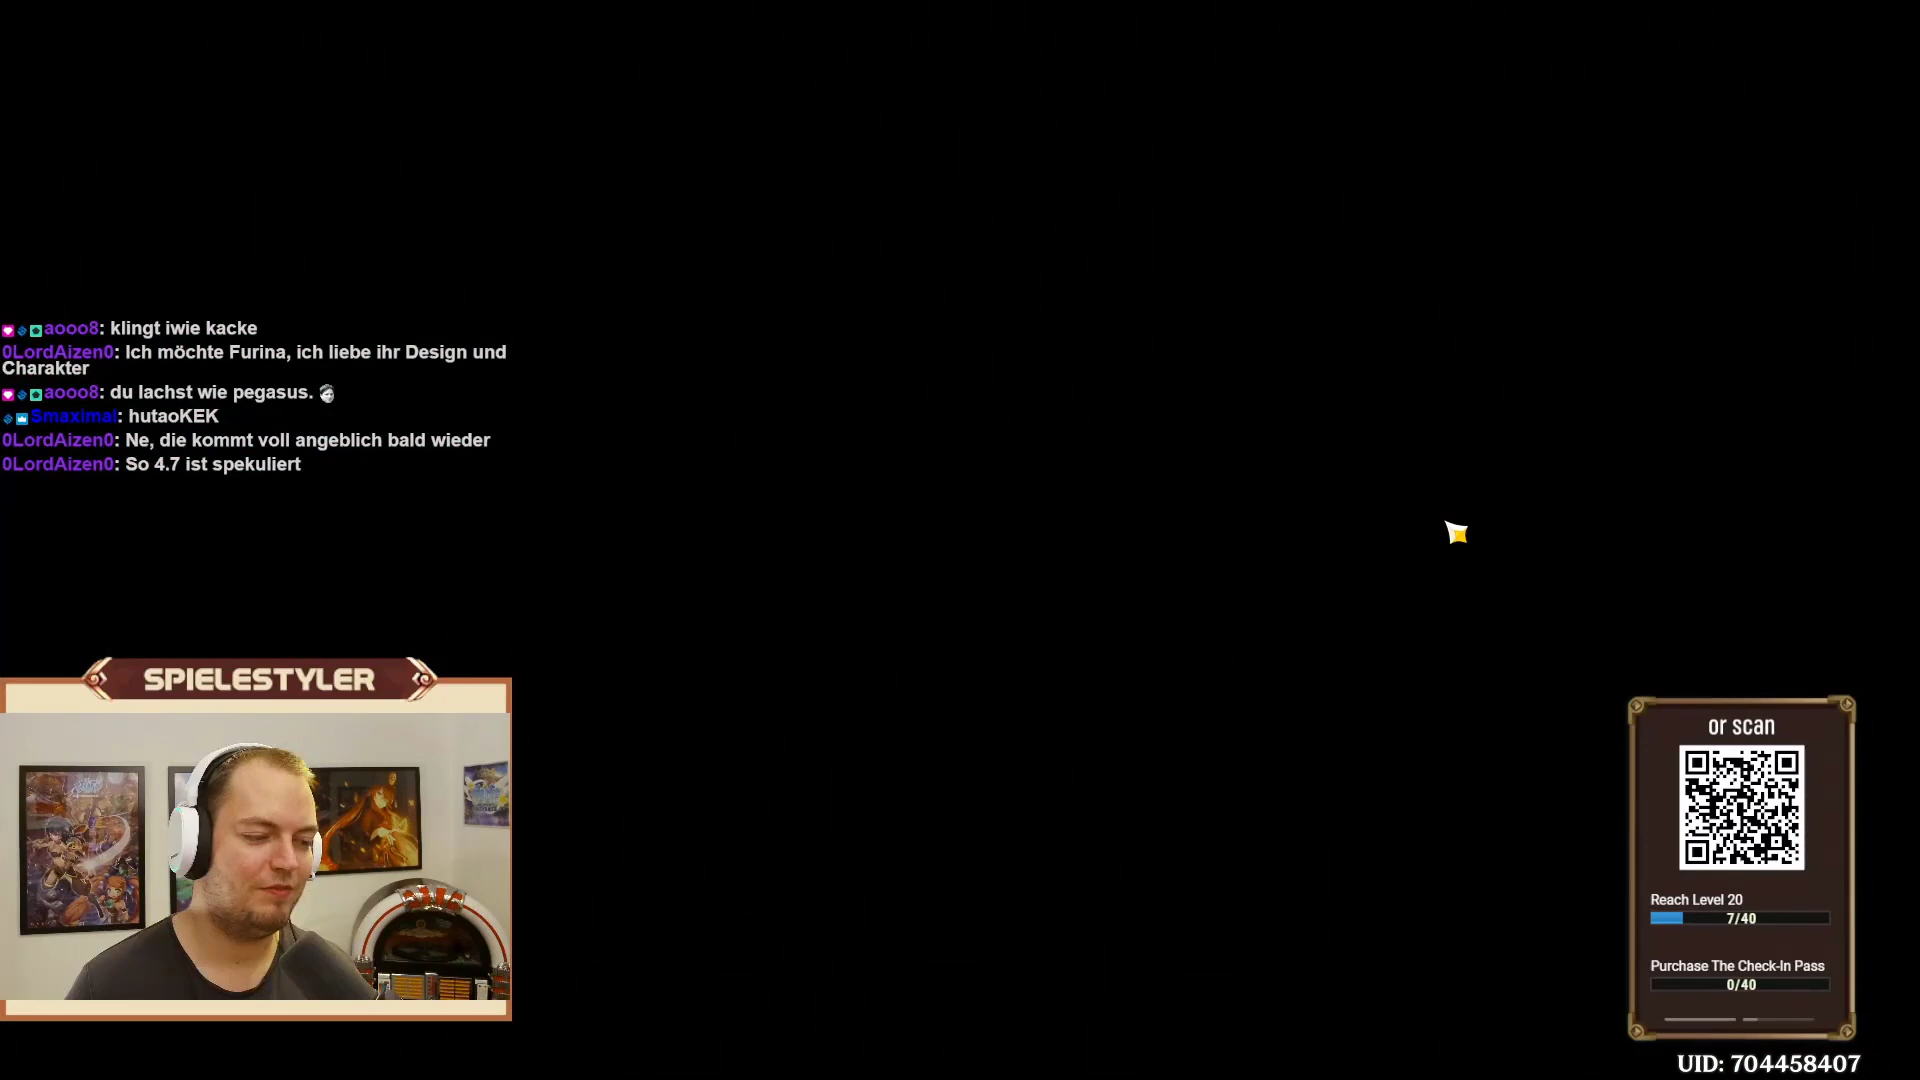 aooo8: klingt iwie kacke
0LordAizen0: Ich möchte Furina, ich liebe ihr Design und
Charakter
aooo8: du lachst wie pegasus.
Smaximal: hutaoKEK
0LordAizen0: Ne, die kommt voll angeblich bald wieder
0LordAizen0: So 4.7 ist spekuliert
SPIELESTYLER
or scan
Reach Level 20
7/40
Purchase The Check-In Pass
0/40
UID: 704458407